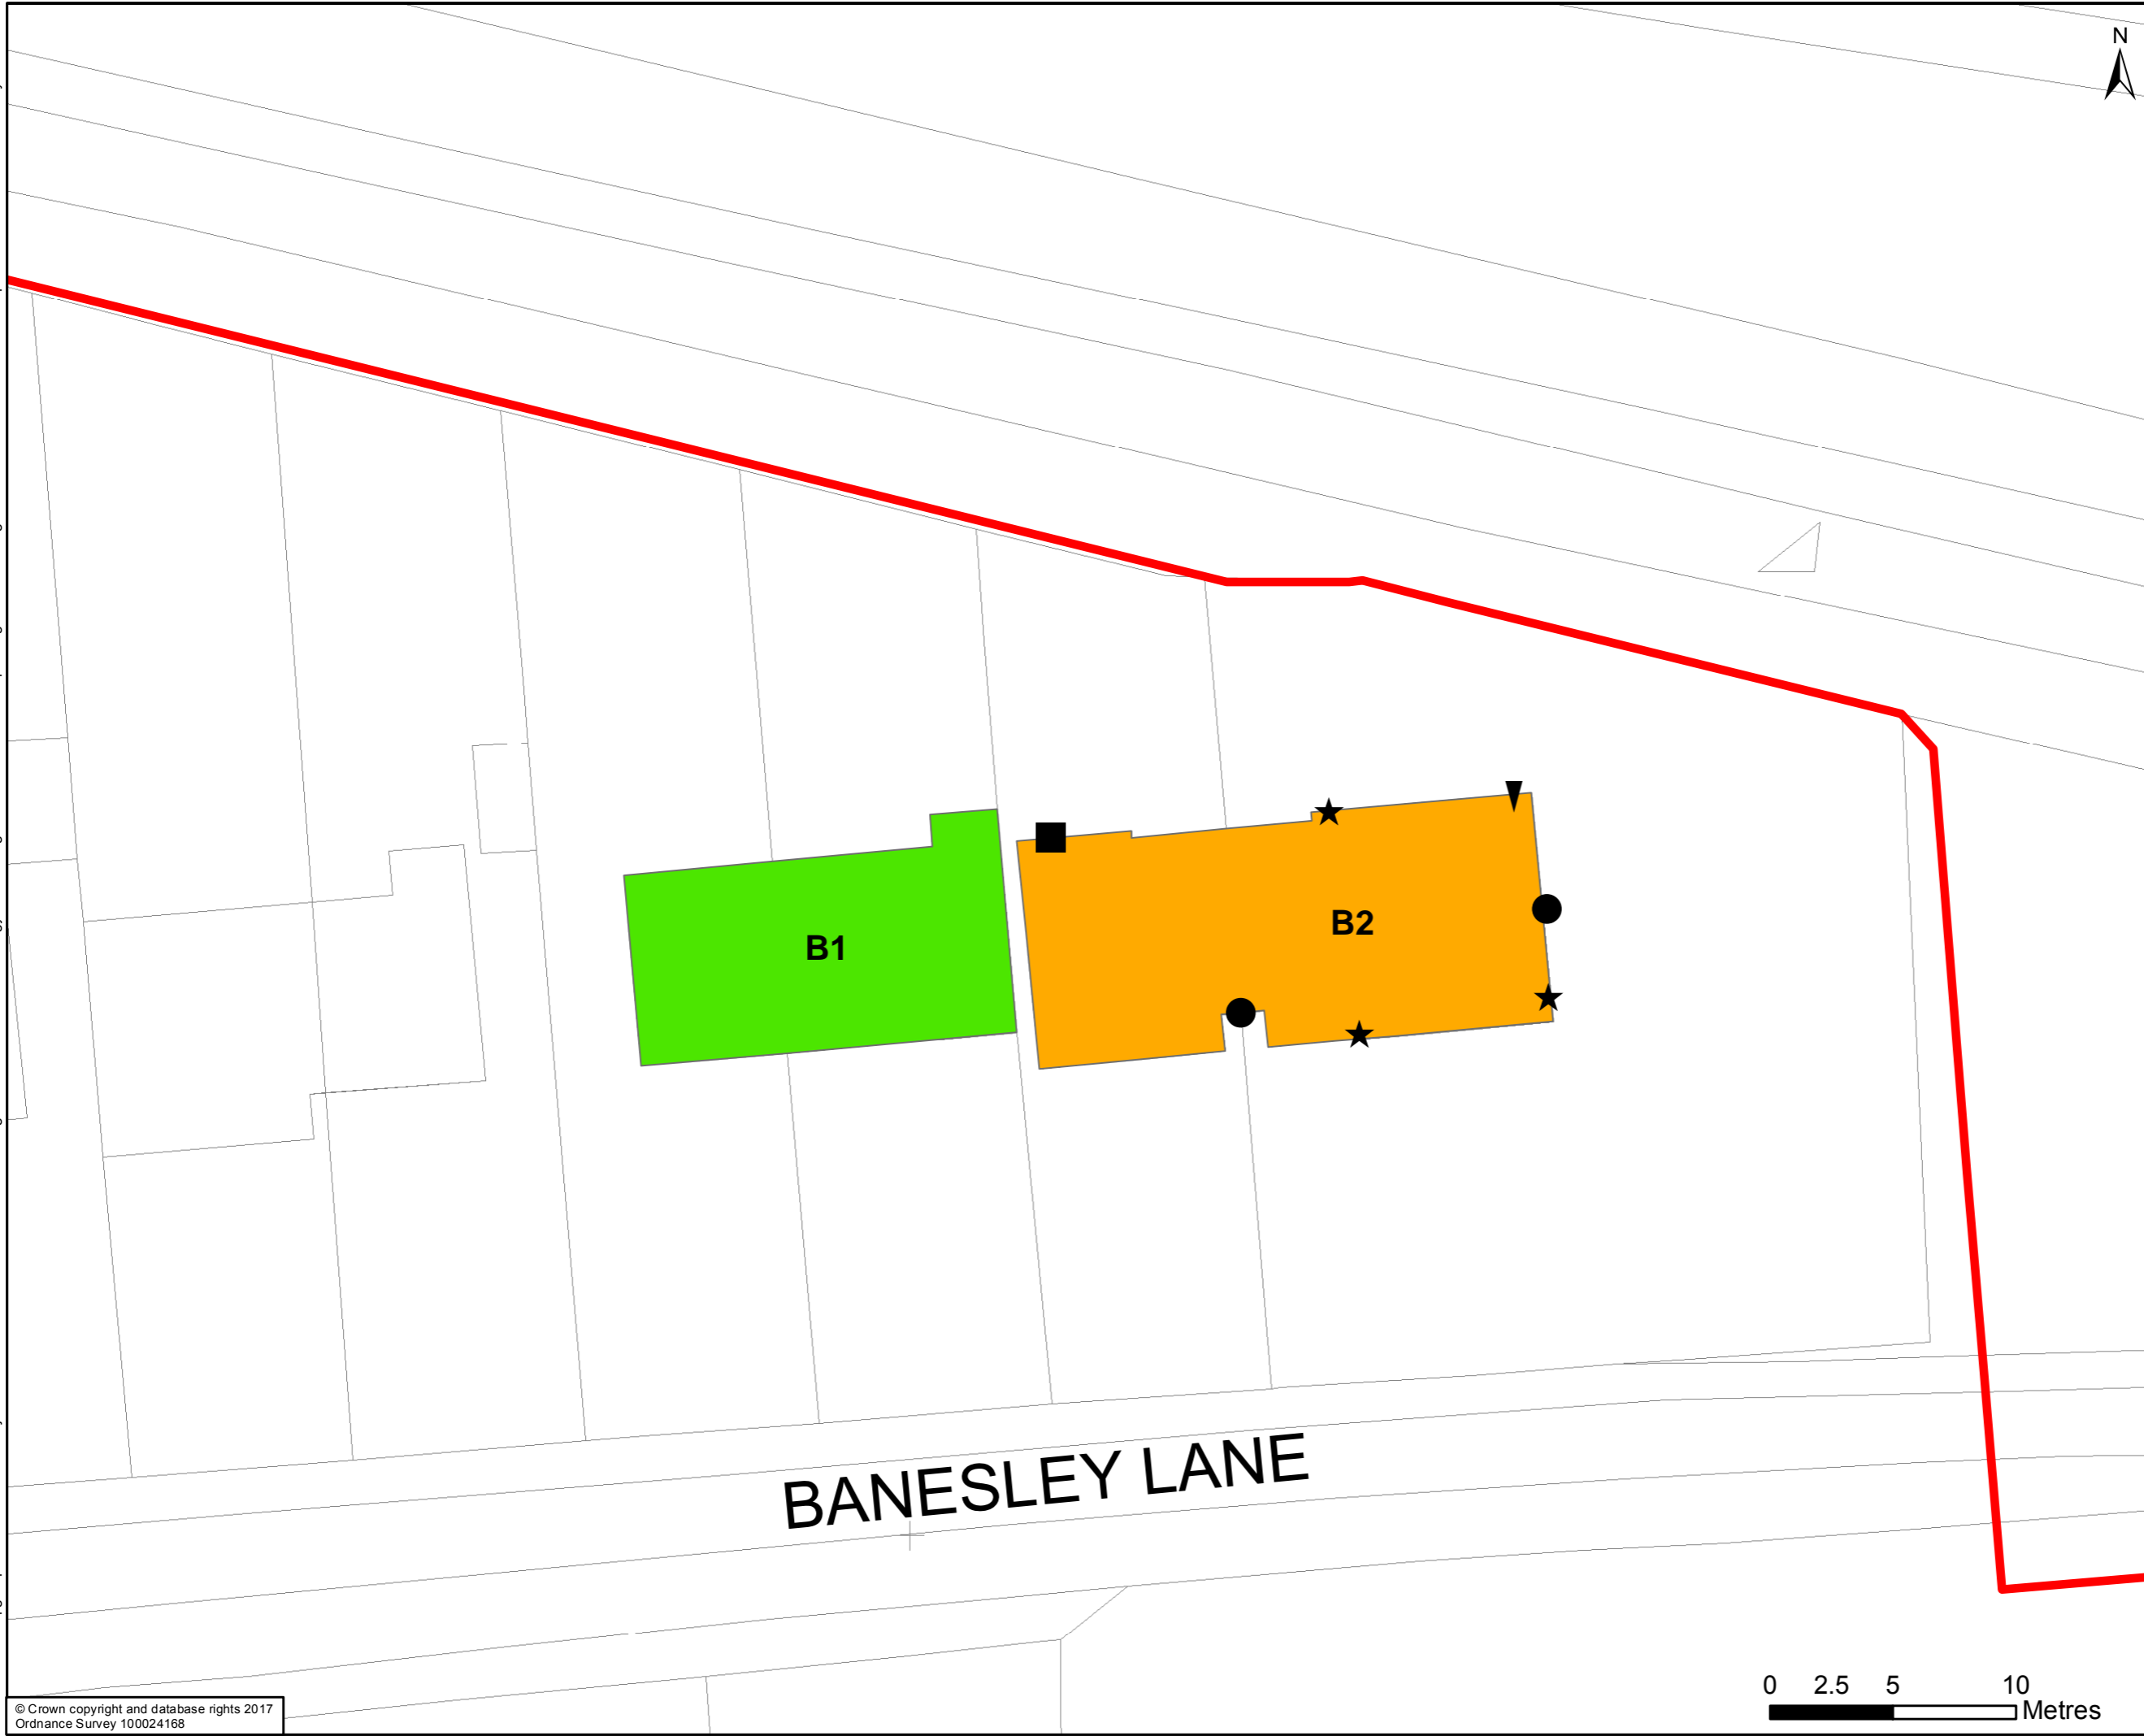 N
B1
B2
BANESLEY LANE
0 2.5 5 10
Metres
© Crown copyright and database rights 2017
Ordnance Survey 100024168